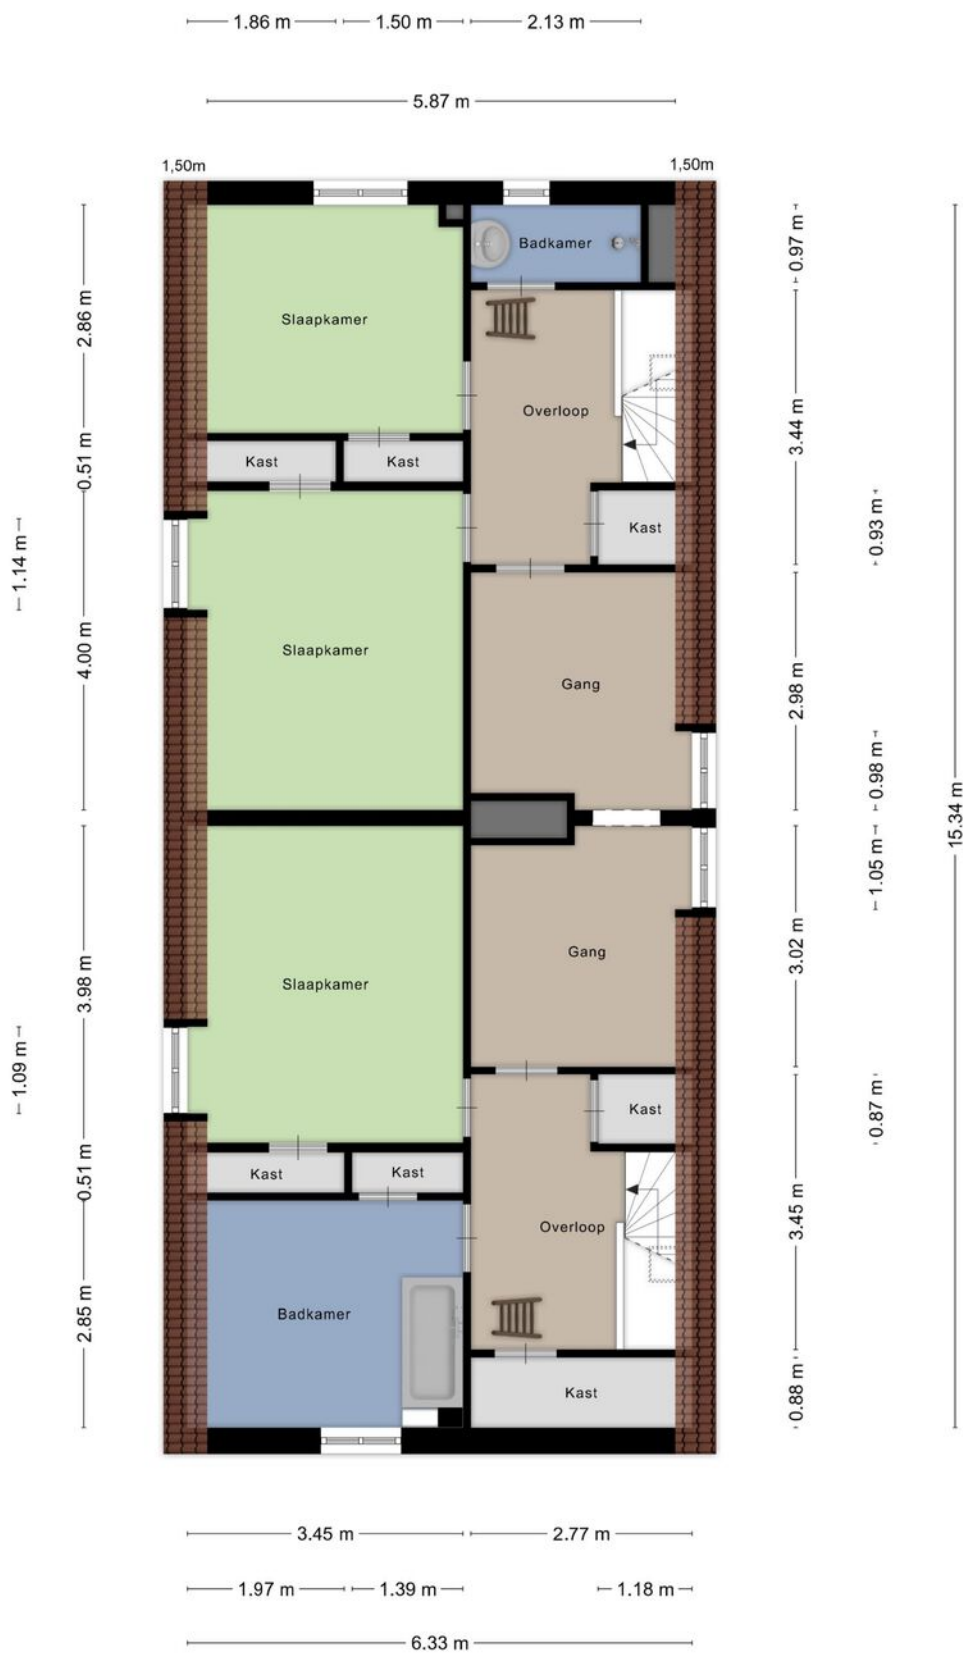 1.86 m
1.50 m
2.13 m
5.87 m
1,50m
1,50m
Badkamer
0.97 m
2.86 m
Slaapkamer
Overloop
3.44 m
0.51 m
Kast
Kast
Kast
0.93 m
1.14 m
4.00 m
Slaapkamer
Gang
2.98 m
0.98 m
15.34 m
1.05 m
3.98 m
Slaapkamer
Gang
3.02 m
1.09 m
Kast
0.87 m
0.51 m
Kast
Kast
Overloop
3.45 m
2.85 m
Badkamer
Kast
0.88 m
3.45 m
2.77 m
1.97 m
1.39 m
1.18 m
6.33 m